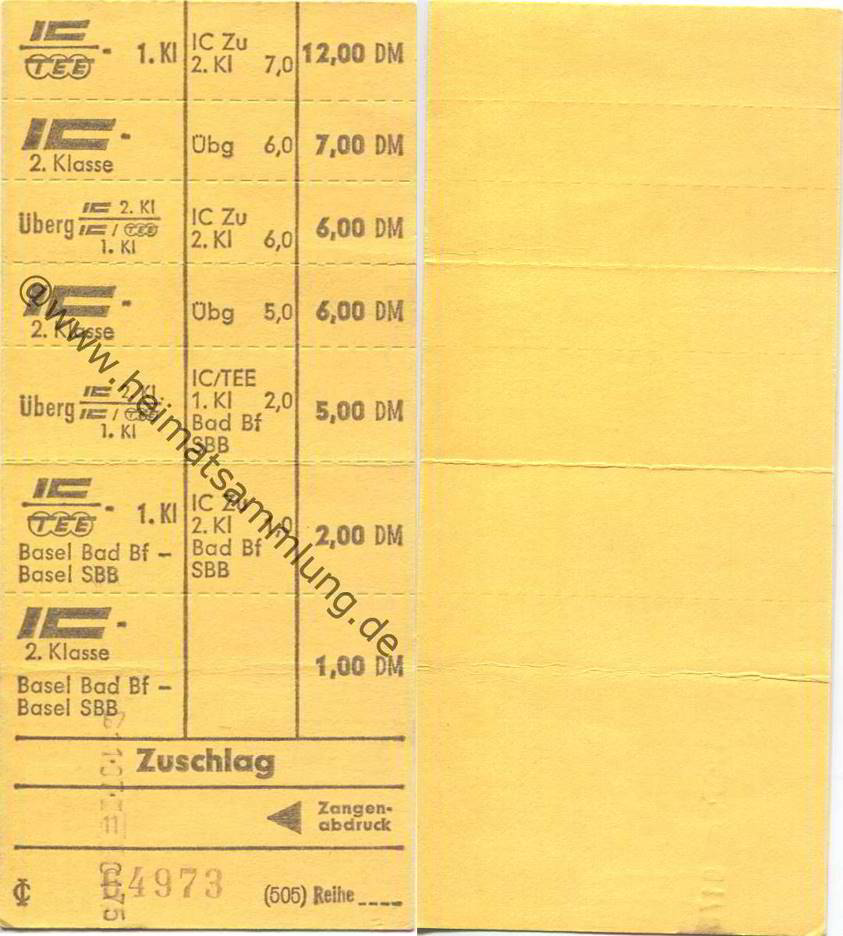 IC
TEE - 1. Kl
IC Zu
2. Kl 7,0
12,00 DM
IC -
2. Klasse
Übg 6,0
7,00 DM
Überg IC 2. Kl
IC / TEE
1. Kl
IC Zu
2. Kl 6,0
6,00 DM
IC -
2. Klasse
Übg 5,0
6,00 DM
Überg IC 2. Kl
IC / TEE
1. Kl
IC/TEE
1. Kl 2,0
Bad Bf
SBB
5,00 DM
IC
TEE - 1. Kl
Basel Bad Bf –
Basel SBB
IC Zu
2. Kl 1,0
Bad Bf
SBB
2,00 DM
IC -
2. Klasse
Basel Bad Bf –
Basel SBB
1,00 DM
Zuschlag
Zangen-
abdruck
4973
(505) Reihe ____
@www.heimatsammlung.de